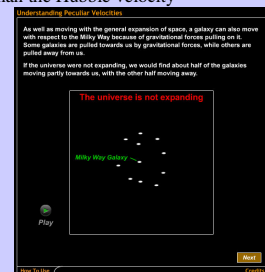 than the Hubble velocity
Understanding Peculiar Velocities
As well as moving with the general expansion of space, a galaxy can also move
with respect to the Milky Way because of gravitational forces pulling on it.
Some galaxies are pulled towards us by gravitational forces, while others are
pulled away from us.
If the universe were not expanding, we would find about half of the galaxies
moving partly towards us, with the other half moving away.
The universe is not expanding
Milky Way Galaxy
Play
Next
How To Use
Credits